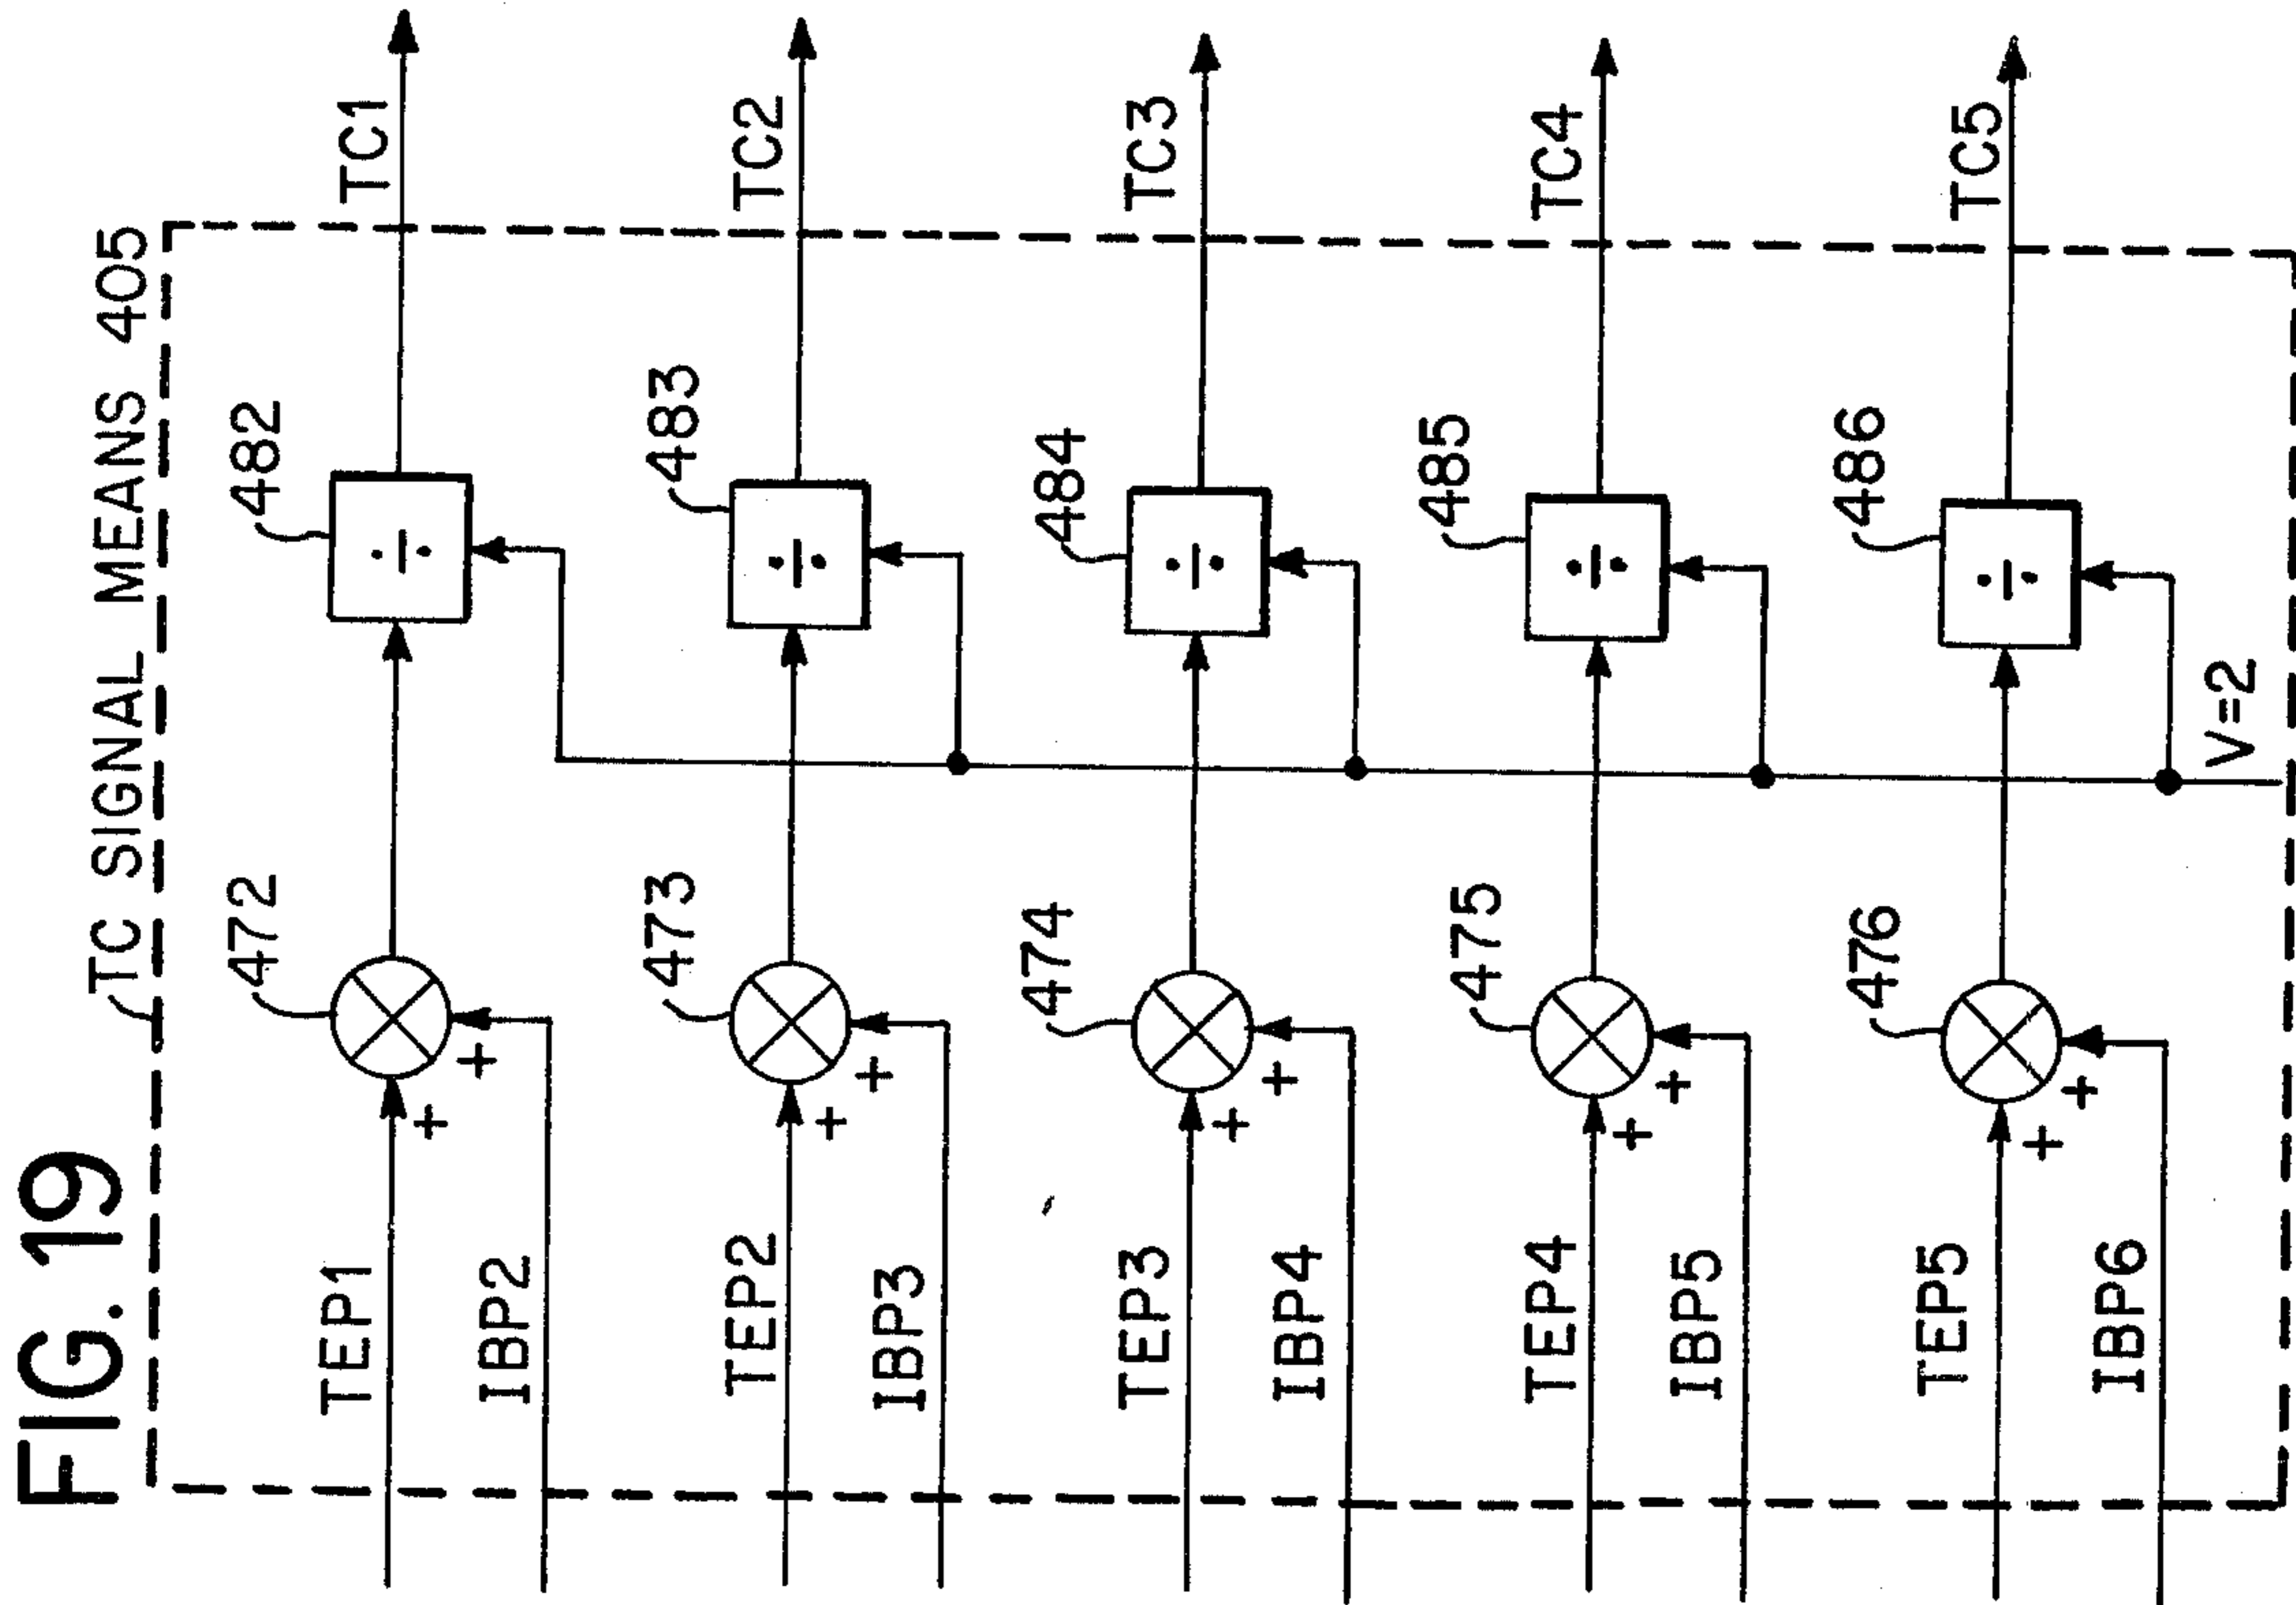 FIG. 19
TC SIGNAL MEANS 405
TEP1
+
+
472
482
÷
TC1
IBP2
TEP2
+
+
473
483
÷
TC2
IBP3
TEP3
+
+
474
484
÷
TC3
IBP4
TEP4
+
+
475
485
÷
TC4
IBP5
TEP5
+
+
476
486
÷
TC5
IBP6
V=2